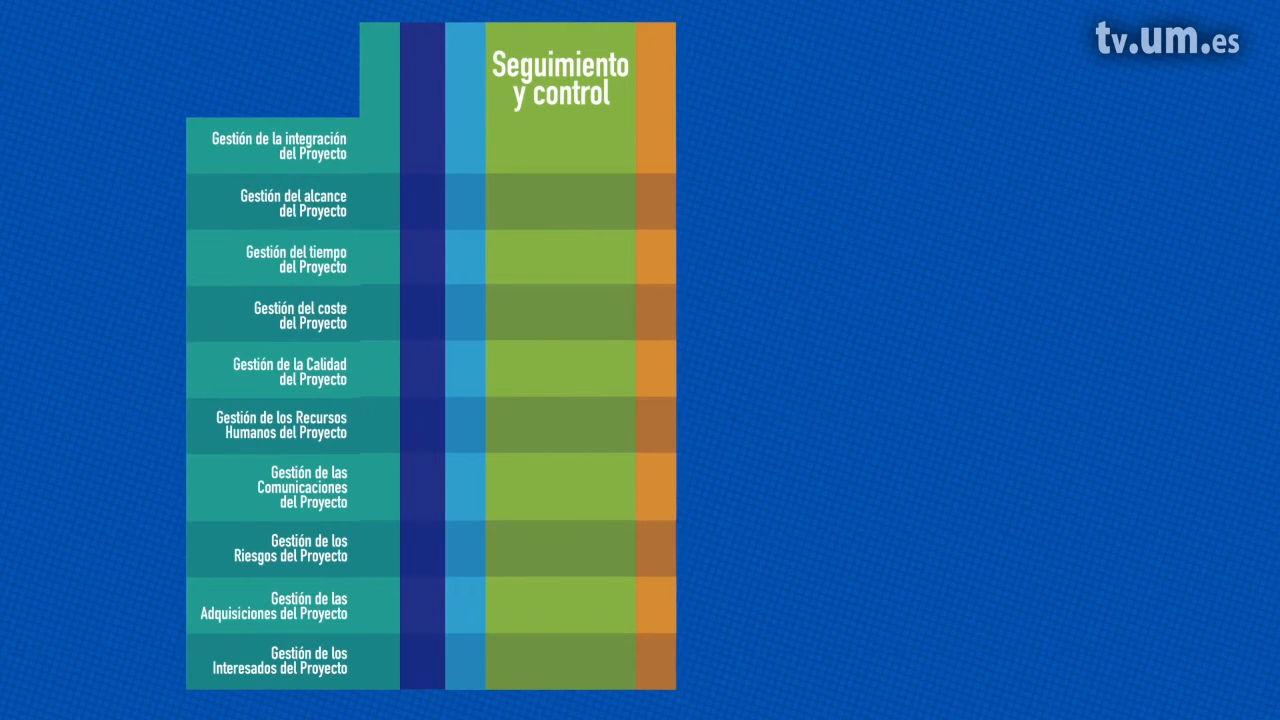 tv.um.es
Seguimiento
y control
Gestión de la integración
del Proyecto
Gestión del alcance
del Proyecto
Gestión del tiempo
del Proyecto
Gestión del coste
del Proyecto
Gestión de la Calidad
del Proyecto
Gestión de los Recursos
Humanos del Proyecto
Gestión de las
Comunicaciones
del Proyecto
Gestión de los
Riesgos del Proyecto
Gestión de las
Adquisiciones del Proyecto
Gestión de los
Interesados del Proyecto